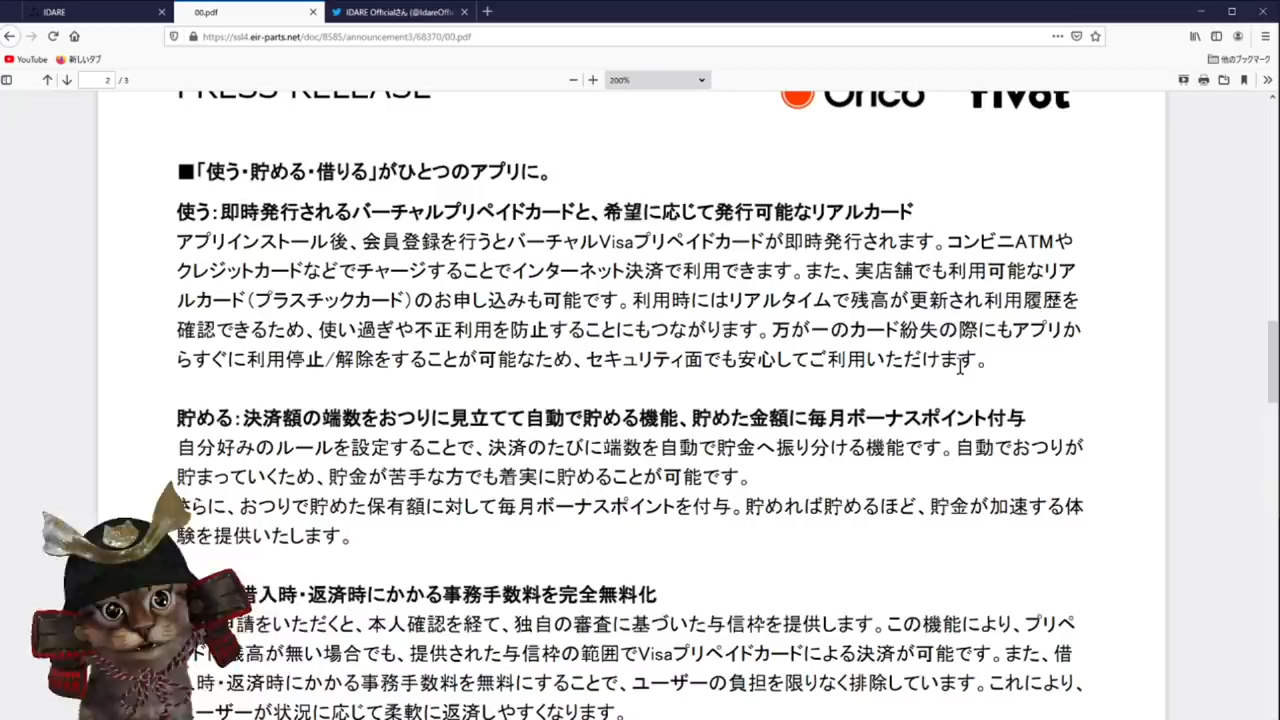 IDARE
00.pdf
IDARE Officialさん (@IdareOffi
https://ssl4.eir-parts.net/doc/8585/announcement3/68370/00.pdf
YouTube 新しいタブ 他のブックマーク
2 / 3 200%
PRESS RELEASE Orico Pivot
■「使う・貯める・借りる」がひとつのアプリに。
使う：即時発行されるバーチャルプリペイドカードと、希望に応じて発行可能なリアルカード
アプリインストール後、会員登録を行うとバーチャルVisaプリペイドカードが即時発行されます。コンビニATMや
クレジットカードなどでチャージすることでインターネット決済で利用できます。また、実店舗でも利用可能なリア
ルカード（プラスチックカード）のお申し込みも可能です。利用時にはリアルタイムで残高が更新され利用履歴を
確認できるため、使い過ぎや不正利用を防止することにもつながります。万が一のカード紛失の際にもアプリか
らすぐに利用停止/解除をすることが可能なため、セキュリティ面でも安心してご利用いただけます。
貯める：決済額の端数をおつりに見立てて自動で貯める機能、貯めた金額に毎月ボーナスポイント付与
自分好みのルールを設定することで、決済のたびに端数を自動で貯金へ振り分ける機能です。自動でおつりが
貯まっていくため、貯金が苦手な方でも着実に貯めることが可能です。
さらに、おつりで貯めた保有額に対して毎月ボーナスポイントを付与。貯めれば貯めるほど、貯金が加速する体
験を提供いたします。
借入時・返済時にかかる事務手数料を完全無料化
申請をいただくと、本人確認を経て、独自の審査に基づいた与信枠を提供します。この機能により、プリペ
残高が無い場合でも、提供された与信枠の範囲でVisaプリペイドカードによる決済が可能です。また、借
時・返済時にかかる事務手数料を無料にすることで、ユーザーの負担を限りなく排除しています。これにより、
ーザーが状況に応じて柔軟に返済しやすくなります。